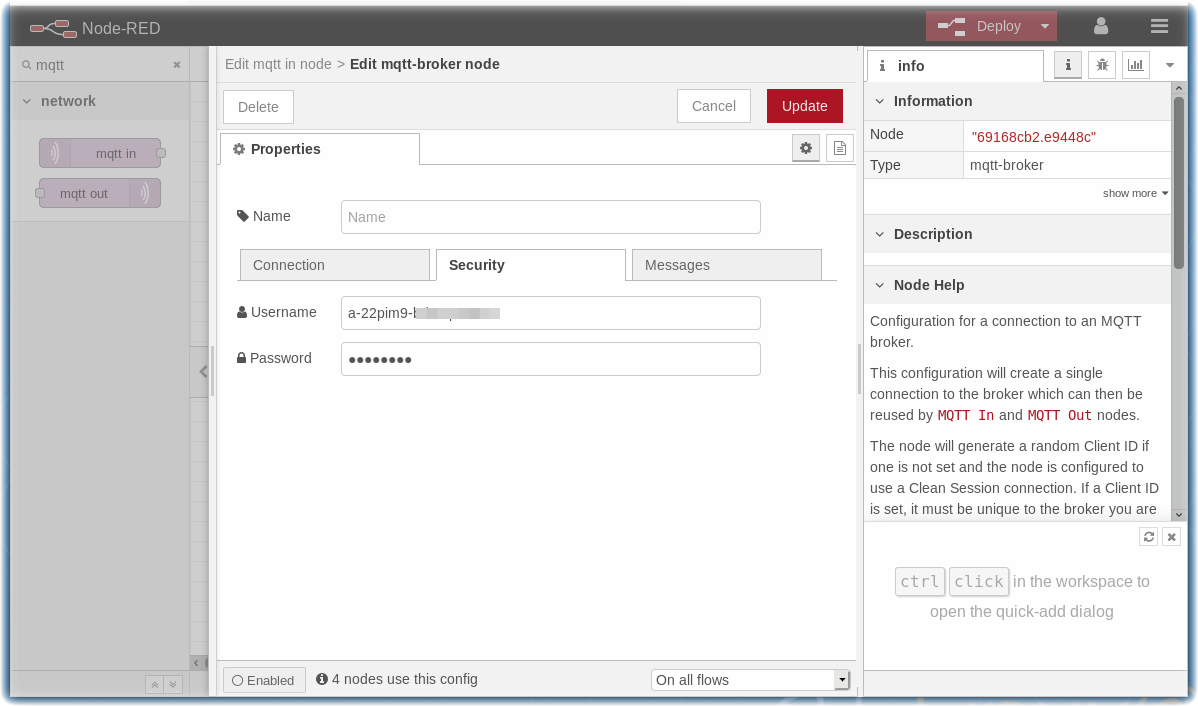 Node-RED
Deploy
mqtt
network
mqtt in
mqtt out
Edit mqtt in node > Edit mqtt-broker node
Delete
Cancel
Update
Properties
Name
Name
Connection
Security
Messages
Username
a-22pim9-
Password
Enabled
4 nodes use this config
On all flows
info
Information
Node
"69168cb2.e9448c"
Type
mqtt-broker
show more
Description
Node Help
Configuration for a connection to an MQTT
broker.
This configuration will create a single
connection to the broker which can then be
reused by MQTT In and MQTT Out nodes.
The node will generate a random Client ID if
one is not set and the node is configured to
use a Clean Session connection. If a Client ID
is set, it must be unique to the broker you are
ctrl click in the workspace to
open the quick-add dialog